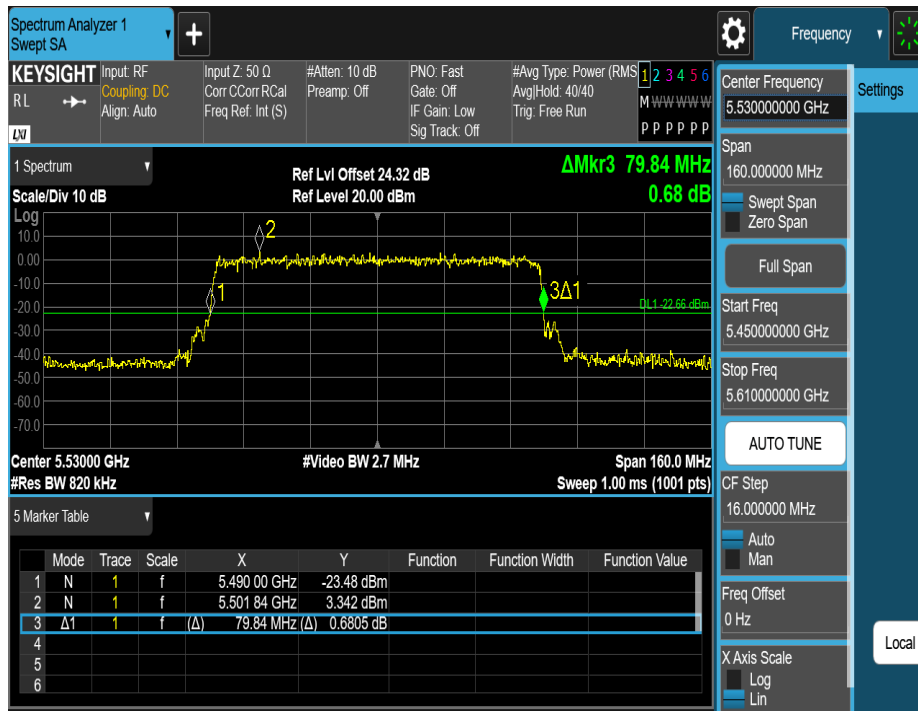 Spectrum Analyzer 1
Swept SA
+
Frequency
KEYSIGHT
RL
LXI
Input: RF
Coupling: DC
Align: Auto
Input Z: 50 Ω
Corr CCorr RCal
Freq Ref: Int (S)
#Atten: 10 dB
Preamp: Off
PNO: Fast
Gate: Off
IF Gain: Low
Sig Track: Off
#Avg Type: Power (RMS
Avg|Hold: 40/40
Trig: Free Run
1 2 3 4 5 6
M W W W W W
P P P P P P
1 Spectrum
Scale/Div 10 dB
Ref Lvl Offset 24.32 dB
Ref Level 20.00 dBm
ΔMkr3 79.84 MHz
0.68 dB
Log
10.0
0.00
-10.0
-20.0
-30.0
-40.0
-50.0
-60.0
-70.0
1
2
3Δ1
DL1 -22.66 dBm
Center 5.53000 GHz
#Res BW 820 kHz
#Video BW 2.7 MHz
Span 160.0 MHz
Sweep 1.00 ms (1001 pts)
5 Marker Table
Mode Trace Scale X Y Function Function Width Function Value
1 N 1 f 5.490 00 GHz -23.48 dBm
2 N 1 f 5.501 84 GHz 3.342 dBm
3 Δ1 1 f (Δ) 79.84 MHz (Δ) 0.6805 dB
4
5
6
Center Frequency
5.530000000 GHz
Settings
Span
160.000000 MHz
Swept Span
Zero Span
Full Span
Start Freq
5.450000000 GHz
Stop Freq
5.610000000 GHz
AUTO TUNE
CF Step
16.000000 MHz
Auto
Man
Freq Offset
0 Hz
Local
X Axis Scale
Log
Lin